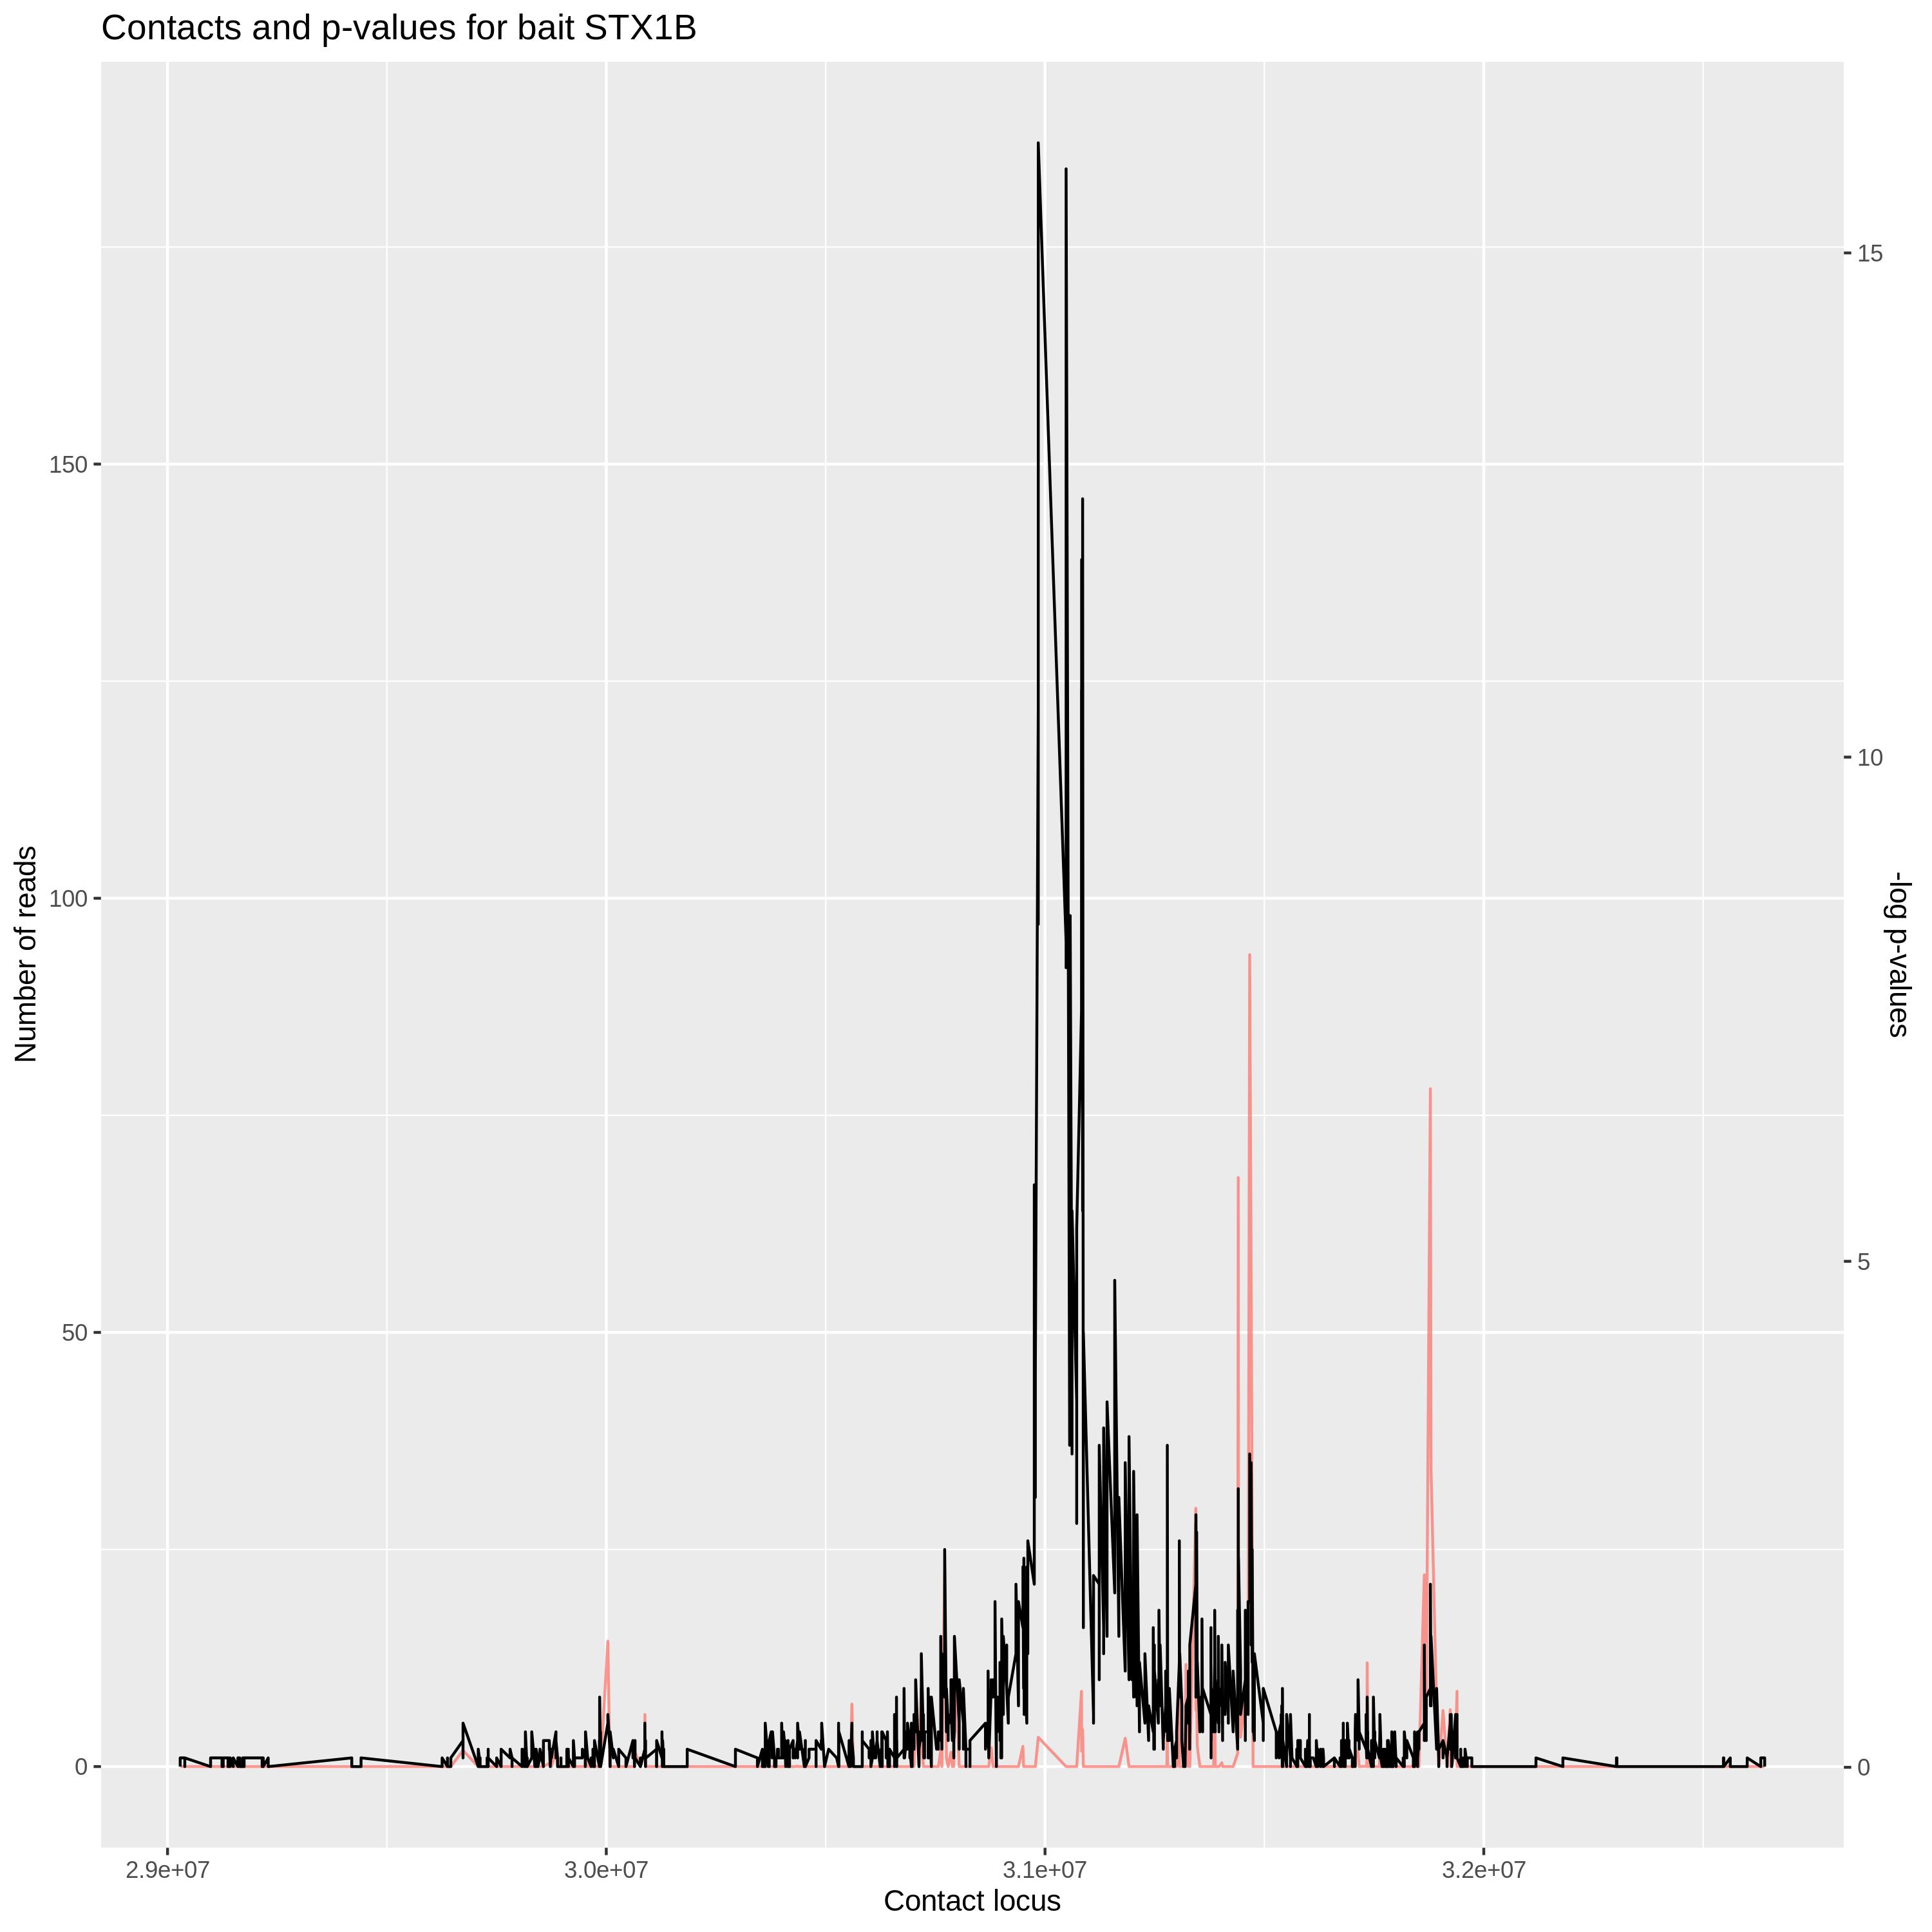 Contacts and p-values for bait STX1B
150
100
50
0
15
10
5
0
Number of reads
-log p-values
2.9e+07 3.0e+07 3.1e+07 3.2e+07
Contact locus